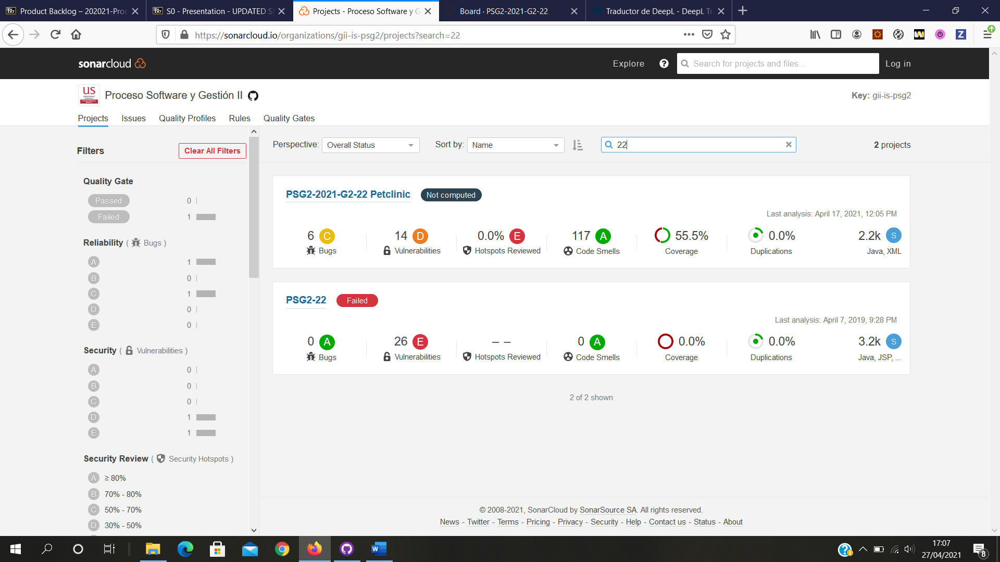 Product Backlog – 202021-Proc
S0 - Presentation - UPDATED S
Projects - Proceso Software y G
Board · PSG2-2021-G2-22
Traductor de DeepL - DeepL Tr
https://sonarcloud.io/organizations/gii-is-psg2/projects?search=22
sonarcloud
Explore
Search for projects and files...
Log in
US
Proceso Software y Gestión II
Key: gii-is-psg2
Projects Issues Quality Profiles Rules Quality Gates
Filters
Clear All Filters
Perspective: Overall Status
Sort by: Name
22
2 projects
Quality Gate
Passed 0
Failed 1
Reliability ( Bugs )
A 1
B 0
C 1
D 0
E 0
Security ( Vulnerabilities )
A 0
B 0
C 0
D 1
E 1
Security Review ( Security Hotspots )
A ≥ 80%
B 70% - 80%
C 50% - 70%
D 30% - 50%
PSG2-2021-G2-22 Petclinic Not computed
Last analysis: April 17, 2021, 12:05 PM
6 C 14 D 0.0% E 117 A 55.5% 0.0% 2.2k S
Bugs Vulnerabilities Hotspots Reviewed Code Smells Coverage Duplications Java, XML
PSG2-22 Failed
Last analysis: April 7, 2019, 9:28 PM
0 A 26 E – – 0 A 0.0% 0.0% 3.2k S
Bugs Vulnerabilities Hotspots Reviewed Code Smells Coverage Duplications Java, JSP, ...
2 of 2 shown
© 2008-2021, SonarCloud by SonarSource SA. All rights reserved.
News - Twitter - Terms - Pricing - Privacy - Security - Help - Contact us - Status - About
17:07
27/04/2021
8